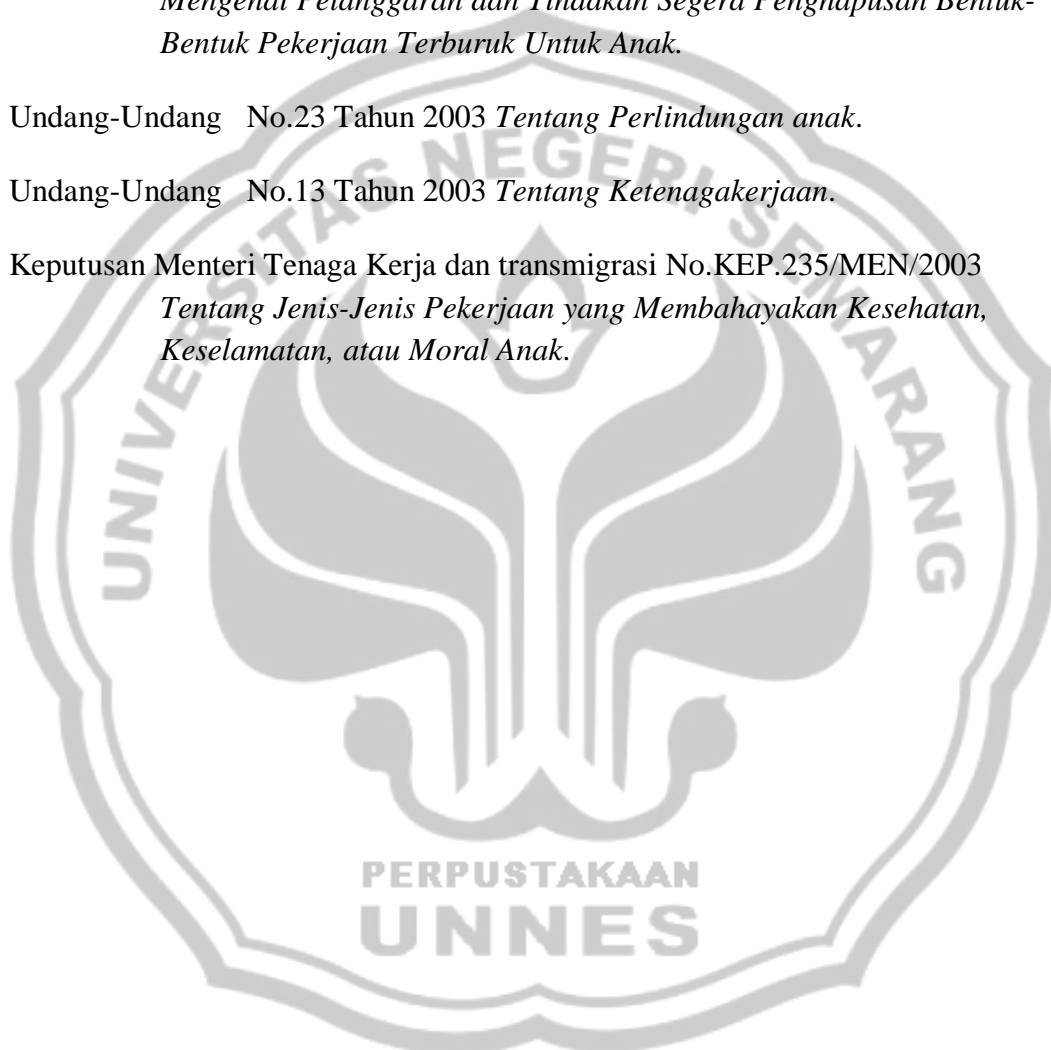 Mengenai Pelanggaran dan Tindakan Segera Penghapusan Bentuk-
Bentuk Pekerjaan Terburuk Untuk Anak.
Undang-Undang No.23 Tahun 2003 Tentang Perlindungan anak.
Undang-Undang No.13 Tahun 2003 Tentang Ketenagakerjaan.
Keputusan Menteri Tenaga Kerja dan transmigrasi No.KEP.235/MEN/2003
Tentang Jenis-Jenis Pekerjaan yang Membahayakan Kesehatan,
Keselamatan, atau Moral Anak.
UNIVERSITAS NEGERI SEMARANG
PERPUSTAKAAN
UNNES